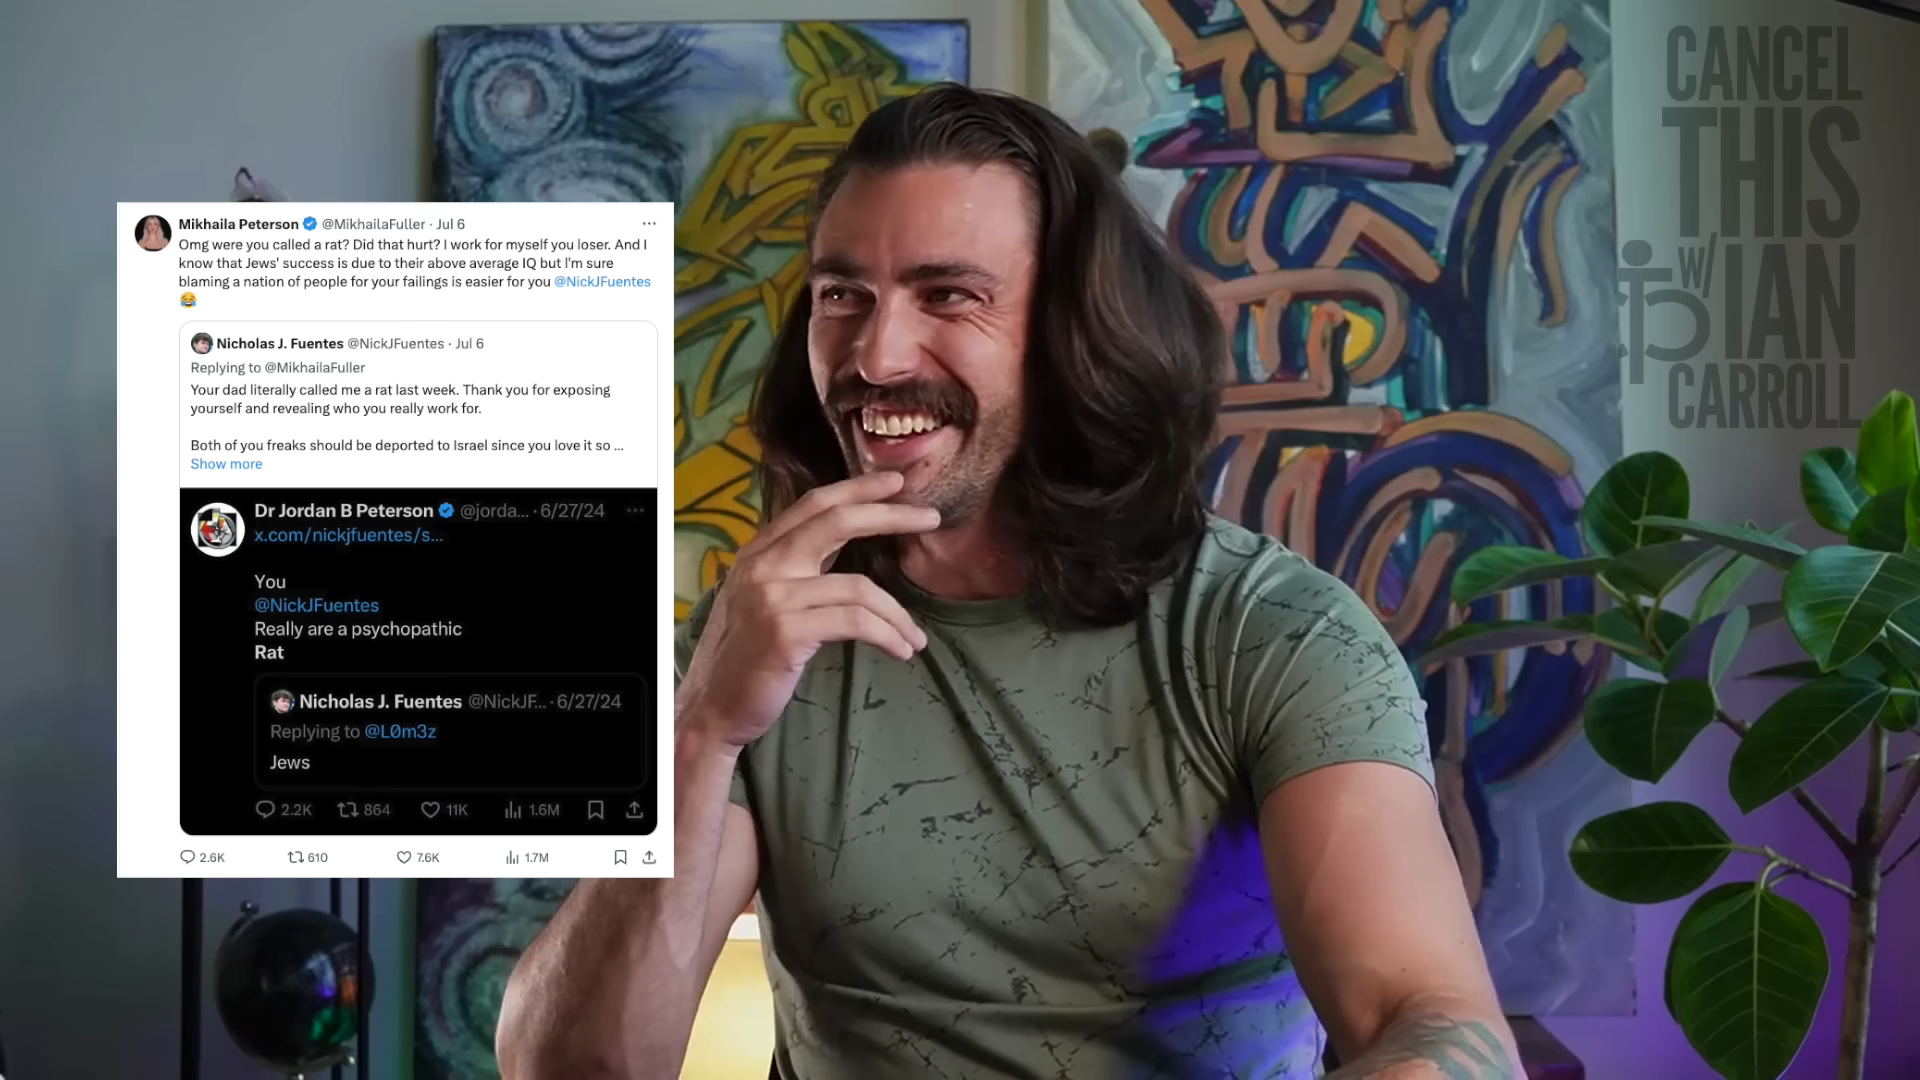 CANCEL
THIS
W/ IAN
CARROLL
Mikhaila Peterson @MikhailaFuller · Jul 6
Omg were you called a rat? Did that hurt? I work for myself you loser. And I
know that Jews' success is due to their above average IQ but I'm sure
blaming a nation of people for your failings is easier for you @NickJFuentes
😂
Nicholas J. Fuentes @NickJFuentes · Jul 6
Replying to @MikhailaFuller
Your dad literally called me a rat last week. Thank you for exposing
yourself and revealing who you really work for.
Both of you freaks should be deported to Israel since you love it so ...
Show more
Dr Jordan B Peterson @jorda... · 6/27/24
x.com/nickjfuentes/s...
You
@NickJFuentes
Really are a psychopathic
Rat
Nicholas J. Fuentes @NickJF... · 6/27/24
Replying to @L0m3z
Jews
2.2K 864 11K 1.6M
2.6K 610 7.6K 1.7M